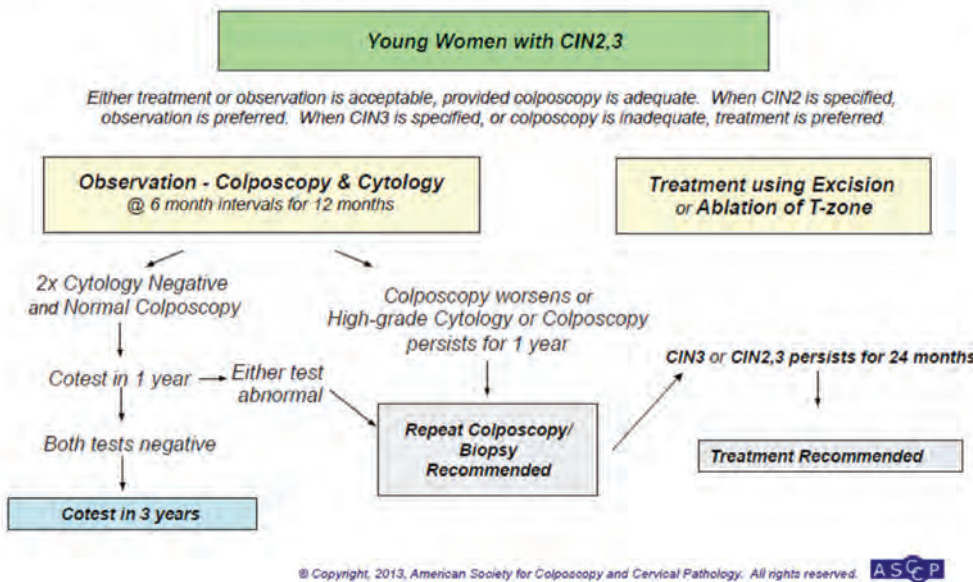 Young Women with CIN2,3
Either treatment or observation is acceptable, provided colposcopy is adequate. When CIN2 is specified,
observation is preferred. When CIN3 is specified, or colposcopy is inadequate, treatment is preferred.
Observation - Colposcopy & Cytology
@ 6 month intervals for 12 months
Treatment using Excision
or Ablation of T-zone
2x Cytology Negative
and Normal Colposcopy
Colposcopy worsens or
High-grade Cytology or Colposcopy
persists for 1 year
CIN3 or CIN2,3 persists for 24 months
Cotest in 1 year
Either test
abnormal
Repeat Colposcopy/
Biopsy
Recommended
Both tests negative
Treatment Recommended
Cotest in 3 years
© Copyright, 2013, American Society for Colposcopy and Cervical Pathology. All rights reserved.
ASCCP